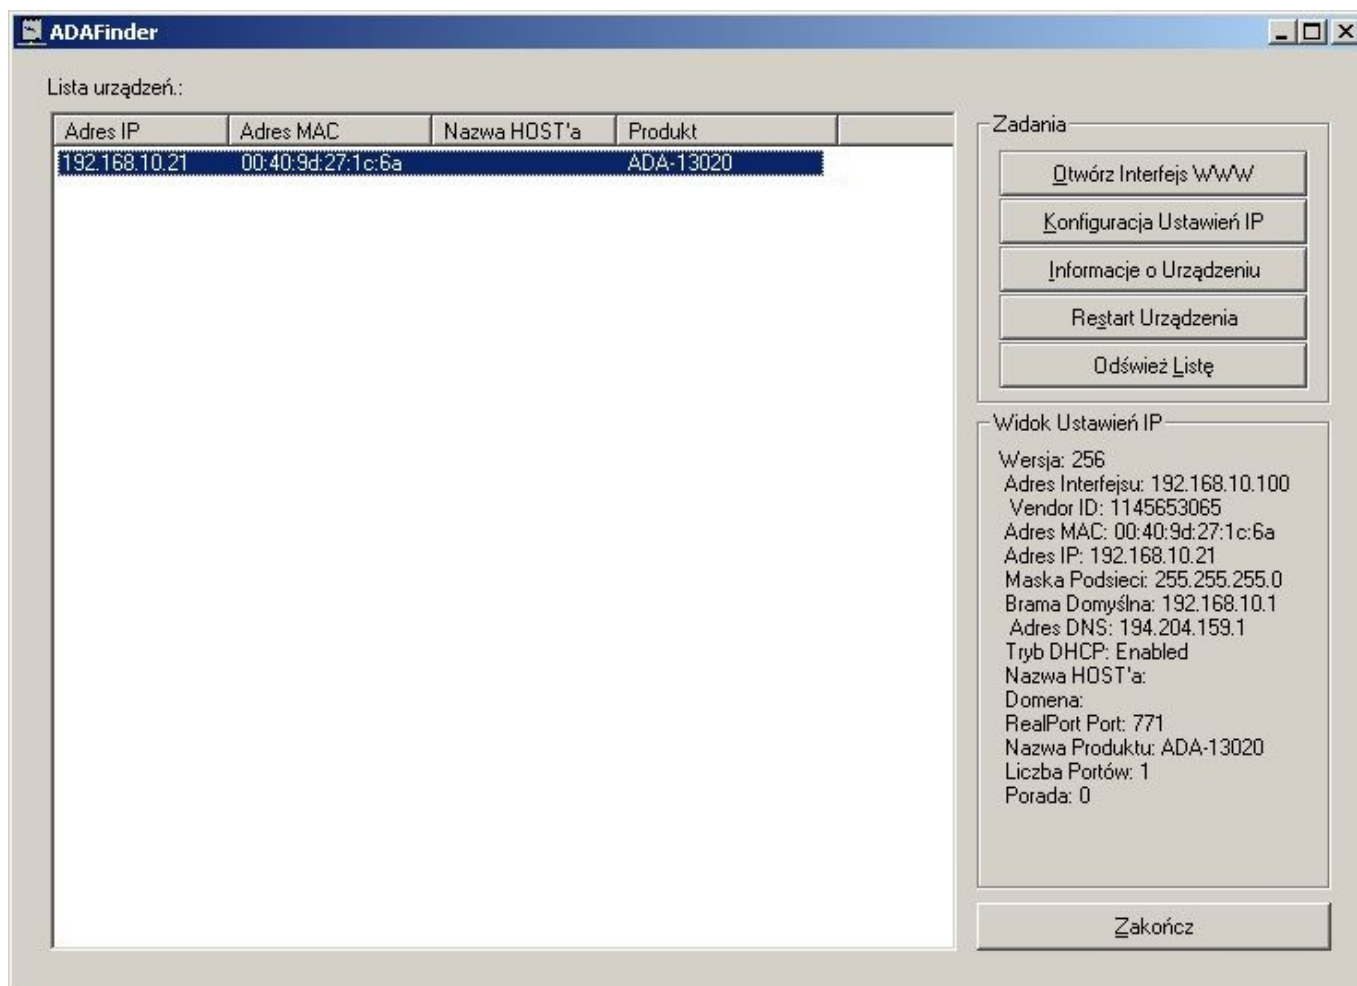 ADAFinder
Lista urządzeń.:
Adres IP Adres MAC Nazwa HOST'a Produkt
192.168.10.21 00:40:9d:27:1c:6a ADA-13020
Zadania
Otwórz Interfejs WWW
Konfiguracja Ustawień IP
Informacje o Urządzeniu
Restart Urządzenia
Odśwież Listę
Widok Ustawień IP
Wersja: 256
Adres Interfejsu: 192.168.10.100
Vendor ID: 1145653065
Adres MAC: 00:40:9d:27:1c:6a
Adres IP: 192.168.10.21
Maska Podsieci: 255.255.255.0
Brama Domyślna: 192.168.10.1
Adres DNS: 194.204.159.1
Tryb DHCP: Enabled
Nazwa HOST'a:
Domena:
RealPort Port: 771
Nazwa Produktu: ADA-13020
Liczba Portów: 1
Porada: 0
Zakończ